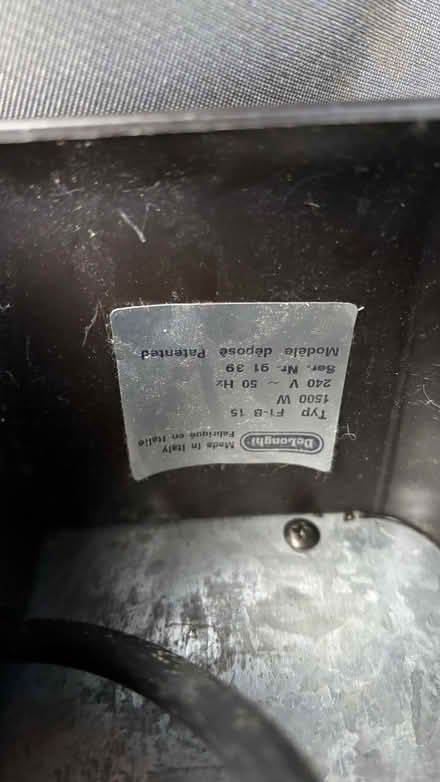 DeLonghi
Made in Italy
Fabriqué en Italie
Typ F1-B 15
1500 W
240 V ~ 50 Hz
Ser. Nr. 91 39
Modèle déposé Patented